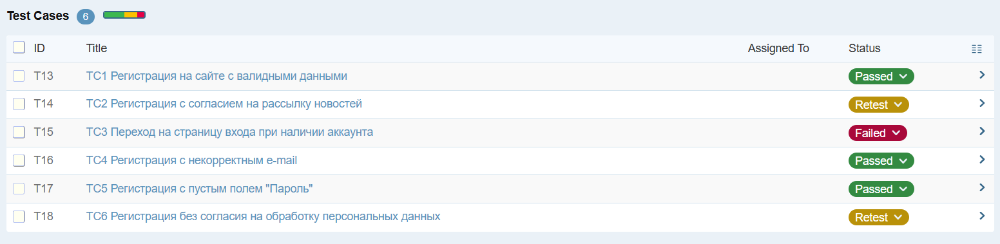 Test Cases 6
ID Title Assigned To Status
T13 TC1 Регистрация на сайте с валидными данными Passed
T14 TC2 Регистрация с согласием на рассылку новостей Retest
T15 TC3 Переход на страницу входа при наличии аккаунта Failed
T16 TC4 Регистрация с некорректным e-mail Passed
T17 TC5 Регистрация с пустым полем "Пароль" Passed
T18 TC6 Регистрация без согласия на обработку персональных данных Retest